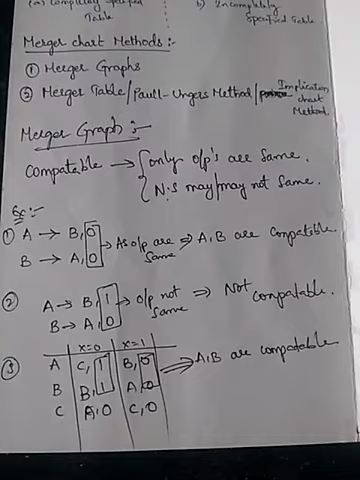 (a) Completely Specified Table
b) Incompletely Specified Table.
Merger chart Methods :-
① Merger Graphs
② Merger Table/Paull-Ungers Method/Implication chart Method.
Merger Graph :-
Compatable → { only o/p's are same.
{ N.S may/may not same.
Ex :-
① A → B, 0
B → A, 0
→ As o/p are same ⇒ A, B are compatible.
② A → B, 1
B → A, 0
→ o/p not same ⇒ Not compatable.
③ x=0 x=1
A C, 1 B, 0
B B, 1 A, 0
C A, 0 C, 0
⇒ A, B are compatable